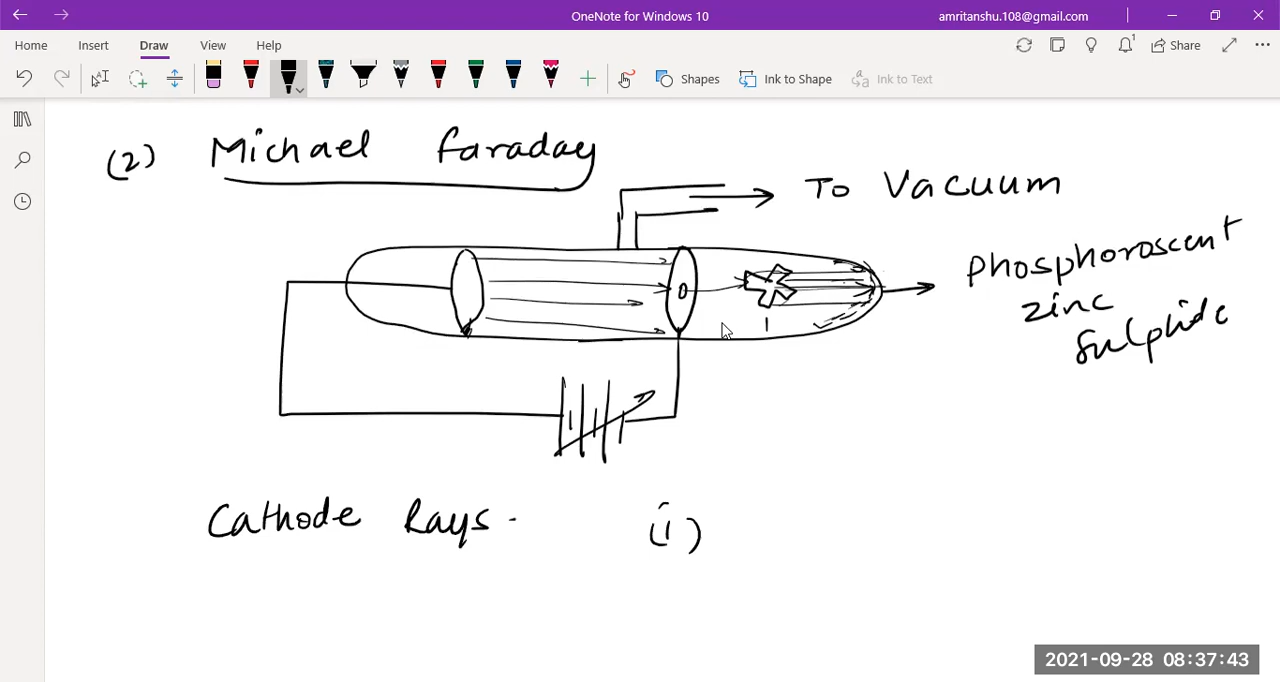 OneNote for Windows 10
amritanshu.108@gmail.com
Home Insert Draw View Help
Share
Shapes Ink to Shape Ink to Text
(2) Michael faraday
To Vacuum
Phosphorascent
zinc
Sulphide
Cathode Rays. (i)
2021-09-28 08:37:43